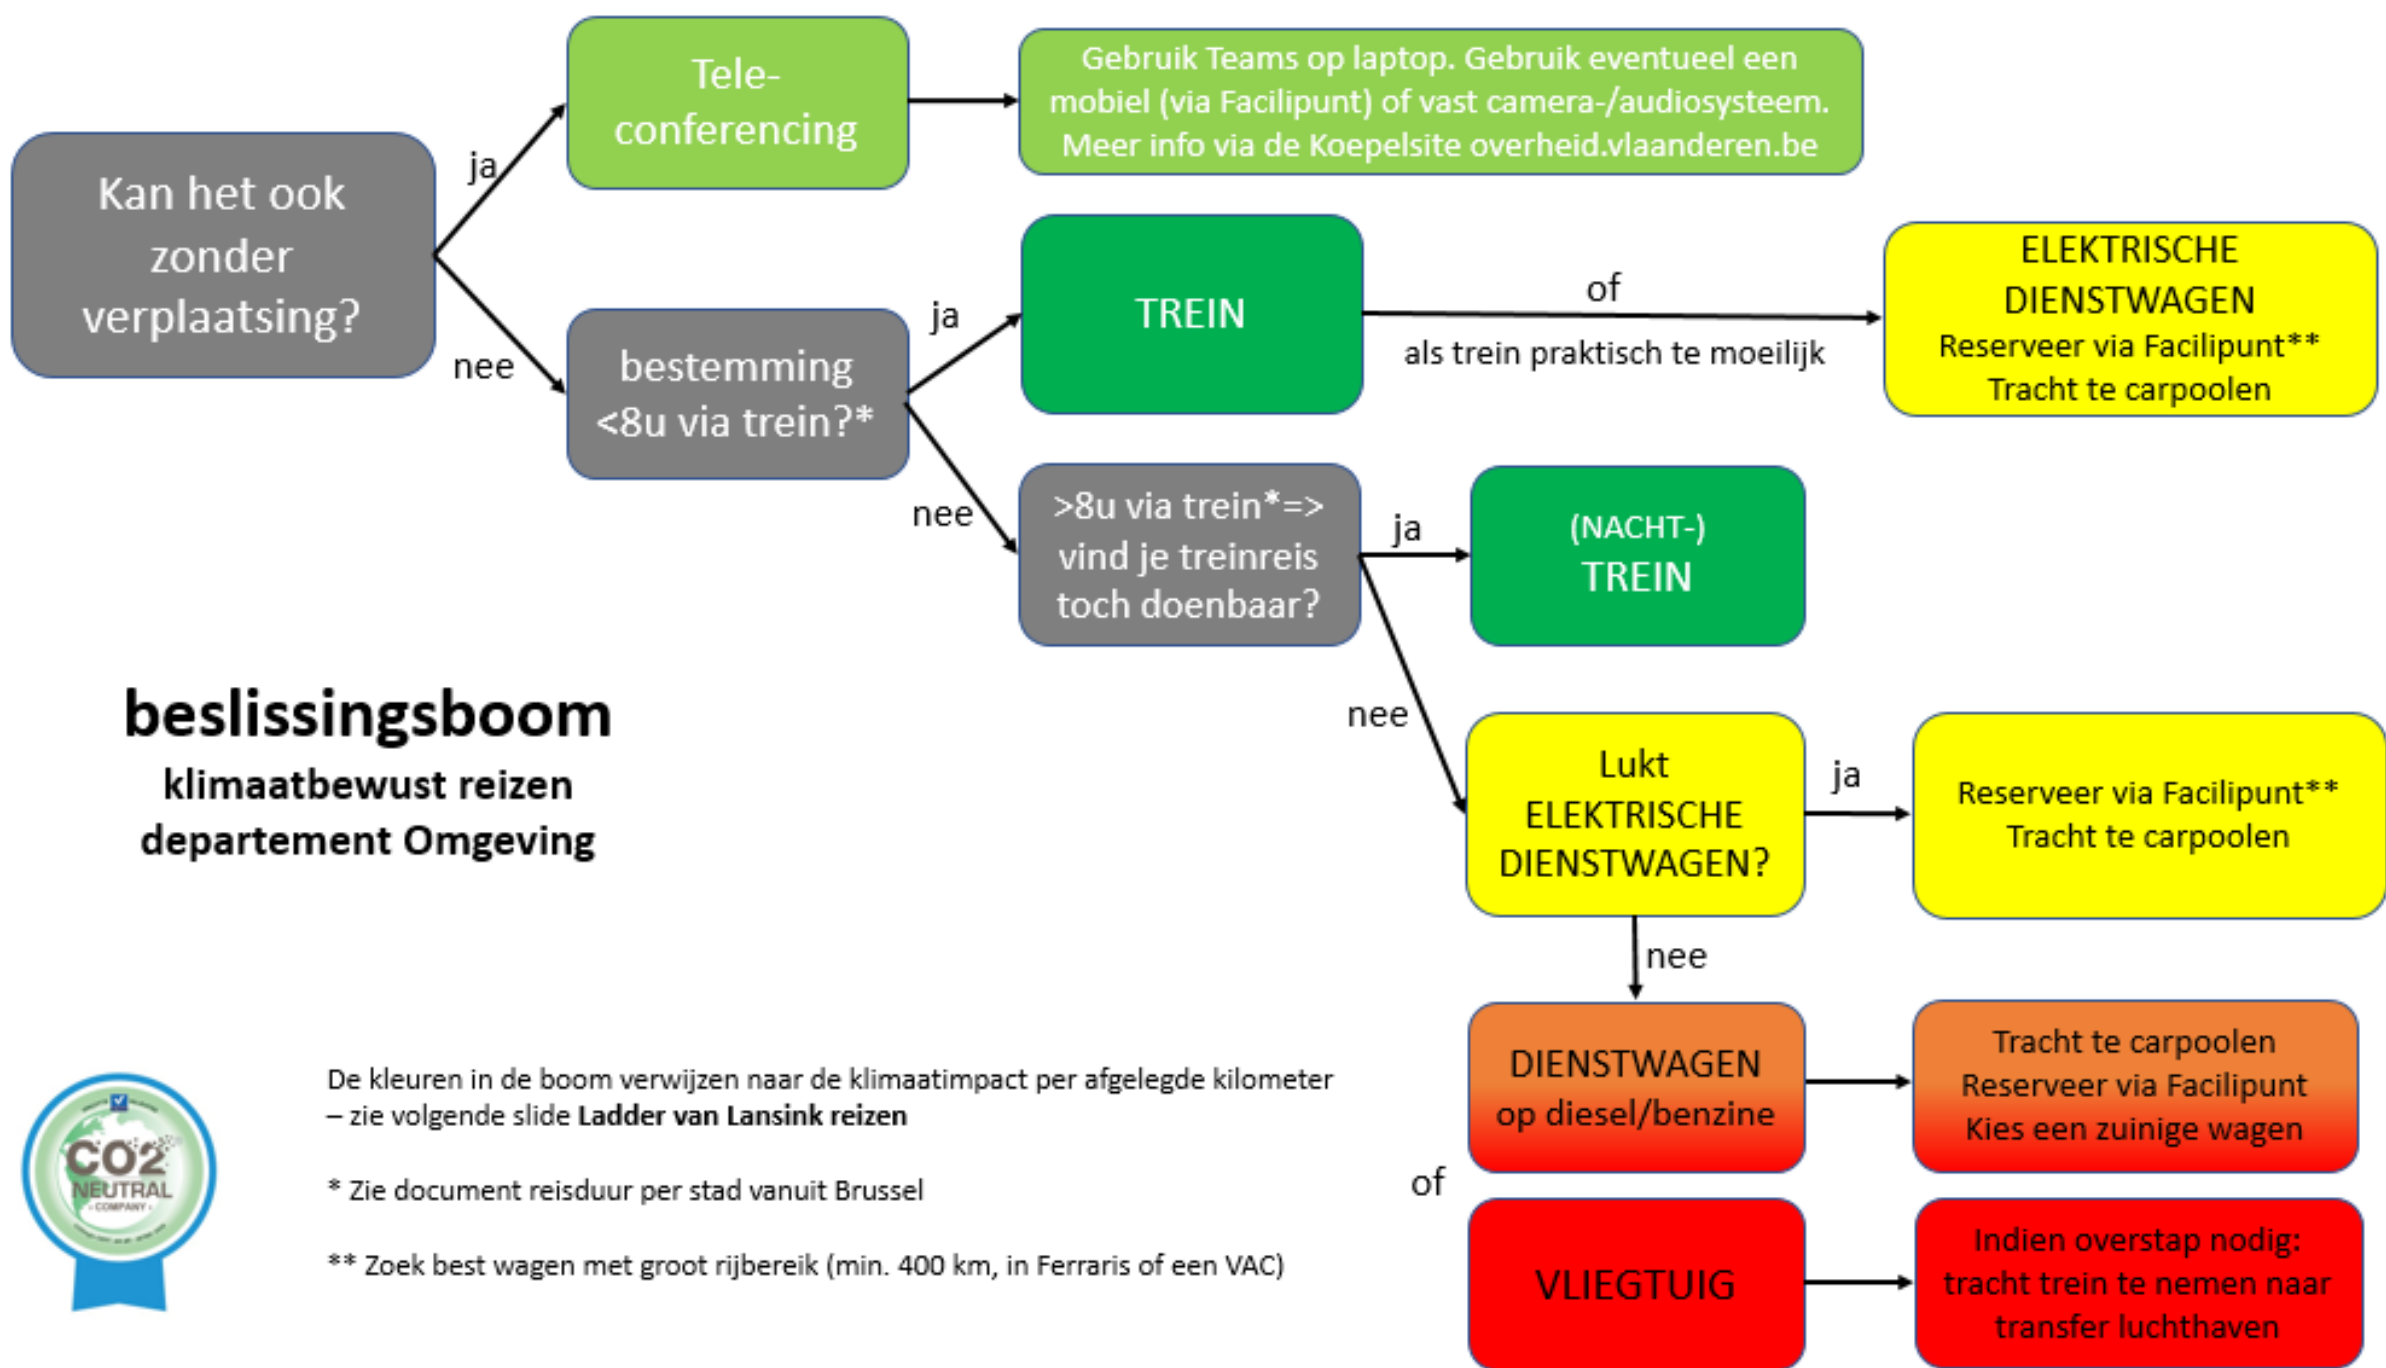 Kan het ook
zonder
verplaatsing?
ja
nee
Tele-
conferencing
Gebruik Teams op laptop. Gebruik eventueel een
mobiel (via Facilipunt) of vast camera-/audiosysteem.
Meer info via de Koepelsite overheid.vlaanderen.be
bestemming
<8u via trein?*
ja
nee
TREIN
of
als trein praktisch te moeilijk
ELEKTRISCHE
DIENSTWAGEN
Reserveer via Facilipunt**
Tracht te carpoolen
>8u via trein*=>
vind je treinreis
toch doenbaar?
ja
nee
(NACHT-)
TREIN
beslissingsboom
klimaatbewust reizen
departement Omgeving
Lukt
ELEKTRISCHE
DIENSTWAGEN?
ja
nee
Reserveer via Facilipunt**
Tracht te carpoolen
DIENSTWAGEN
op diesel/benzine
Tracht te carpoolen
Reserveer via Facilipunt
Kies een zuinige wagen
of
VLIEGTUIG
Indien overstap nodig:
tracht trein te nemen naar
transfer luchthaven
De kleuren in de boom verwijzen naar de klimaatimpact per afgelegde kilometer
– zie volgende slide Ladder van Lansink reizen
* Zie document reisduur per stad vanuit Brussel
** Zoek best wagen met groot rijbereik (min. 400 km, in Ferraris of een VAC)
CO2
NEUTRAL
- COMPANY -